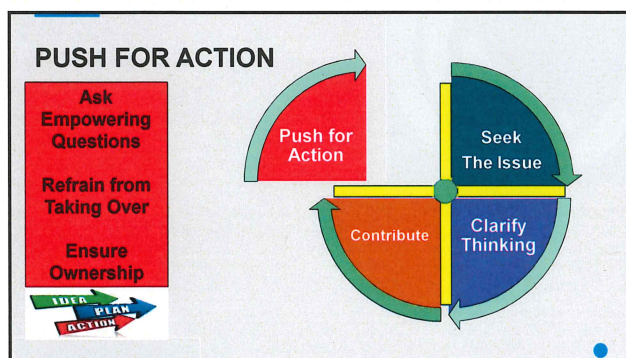 PUSH FOR ACTION
Ask
Empowering
Questions
Refrain from
Taking Over
Ensure
Ownership
IDEA
PLAN
ACTION
Push for
Action
Seek
The Issue
Contribute
Clarify
Thinking